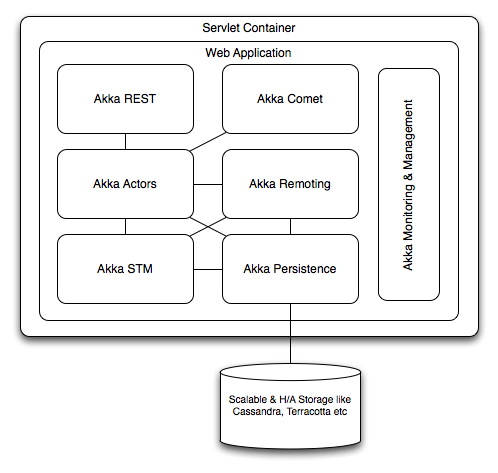 Servlet Container
Web Application
Akka REST
Akka Comet
Akka Actors
Akka Remoting
Akka STM
Akka Persistence
Akka Monitoring & Management
Scalable & H/A Storage like
Cassandra, Terracotta etc